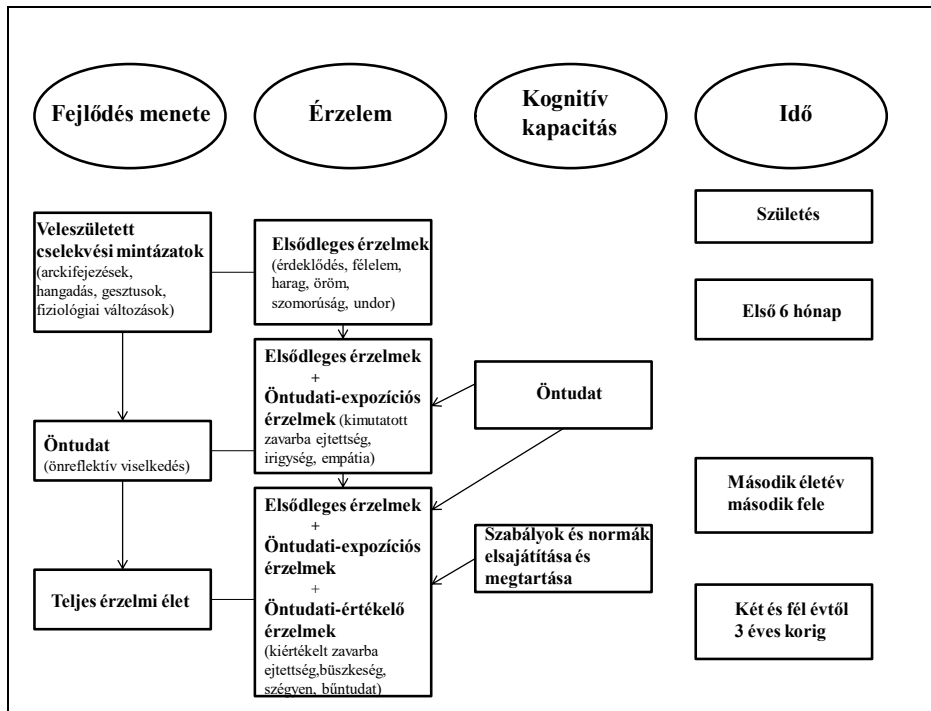 Fejlődés menete
Érzelem
Kognitív
kapacitás
Idő
Veleszületett
cselekvési mintázatok
(arckifejezések,
hangadás, gesztusok,
fiziológiai változások)
Öntudat
(önreflektív viselkedés)
Teljes érzelmi élet
Elsődleges érzelmek
(érdeklődés, félelem,
harag, öröm,
szomorúság, undor)
Elsődleges érzelmek
+
Öntudati-expozíciós
érzelmek (kimutatott
zavarba ejtettség,
irigység, empátia)
Elsődleges érzelmek
+
Öntudati-expozíciós
érzelmek
+
Öntudati-értékelő
érzelmek
(kiértékelt zavarba
ejtettség,büszkeség,
szégyen, bűntudat)
Öntudat
Szabályok és normák
elsajátítása és
megtartása
Születés
Első 6 hónap
Második életév
második fele
Két és fél évtől
3 éves korig